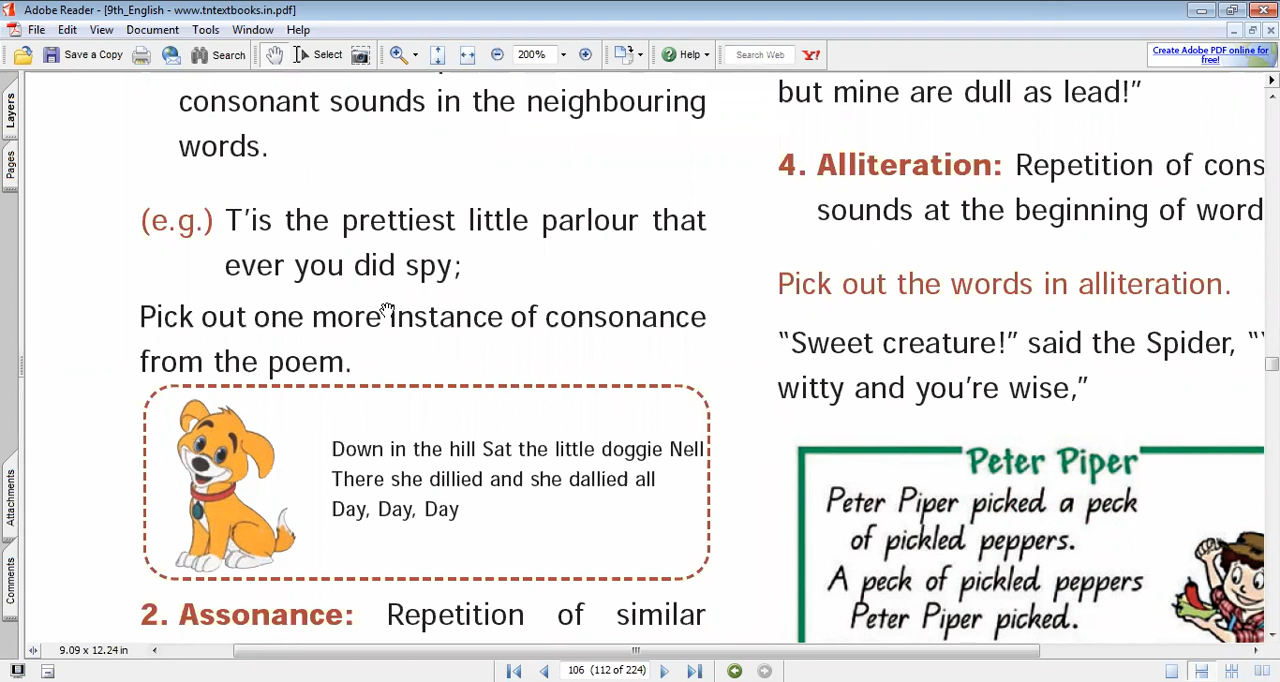 Adobe Reader - [9th_English - www.tntextbooks.in.pdf]
File Edit View Document Tools Window Help
Save a Copy Search Select 200% Help Search Web Y!
Create Adobe PDF online for free!
Layers
Pages
Attachments
Comments
consonant sounds in the neighbouring
words.
(e.g.) T'is the prettiest little parlour that
ever you did spy;
Pick out one more instance of consonance
from the poem.
Down in the hill Sat the little doggie Nell
There she dillied and she dallied all
Day, Day, Day
2. Assonance: Repetition of similar
but mine are dull as lead!”
4. Alliteration: Repetition of cons
sounds at the beginning of word
Pick out the words in alliteration.
“Sweet creature!” said the Spider,
witty and you're wise,”
Peter Piper
Peter Piper picked a peck
of pickled peppers.
A peck of pickled peppers
Peter Piper picked.
9.09 x 12.24 in
106 (112 of 224)